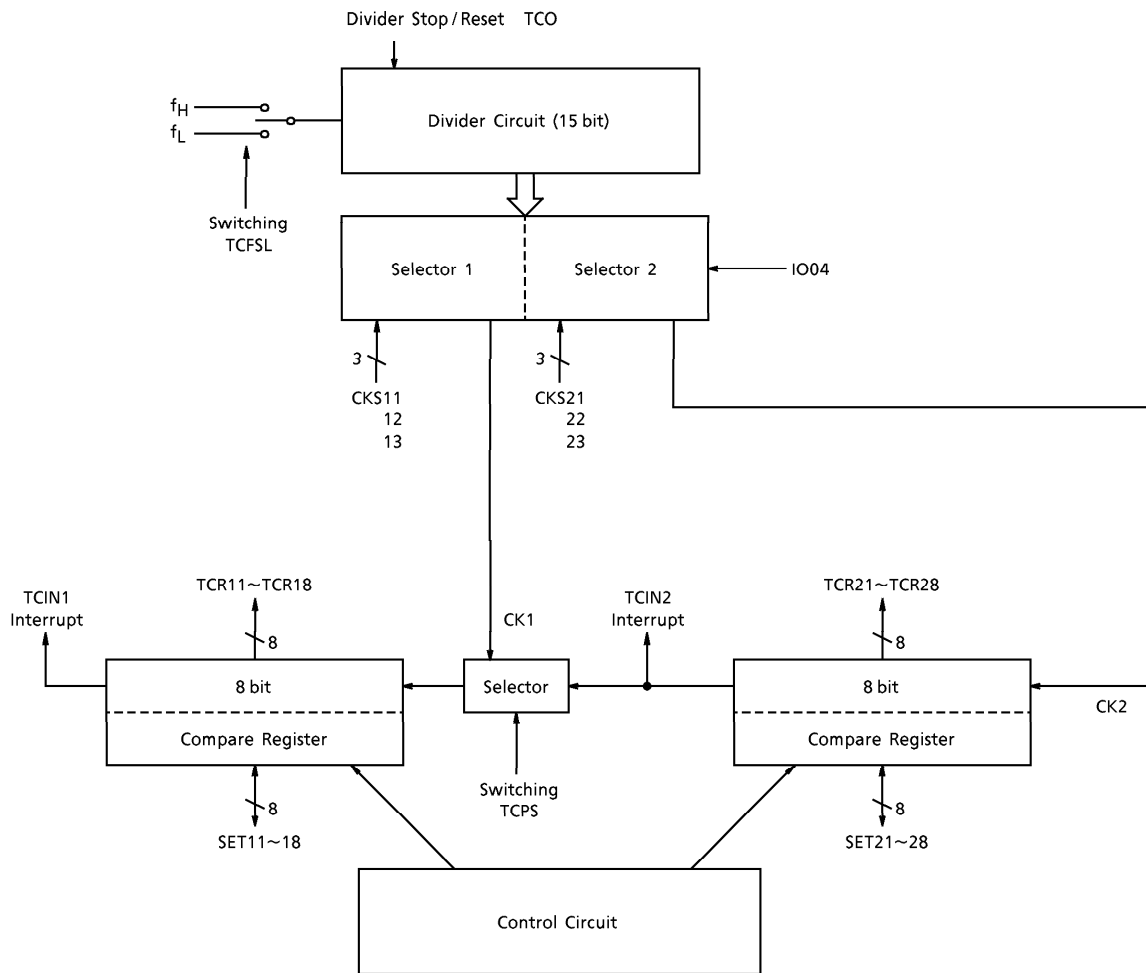 Divider Stop / Reset TCO
fH
fL
Divider Circuit (15 bit)
Switching
TCFSL
Selector 1
Selector 2
IO04
3
3
CKS11
12
13
CKS21
22
23
TCIN1
Interrupt
TCR11~TCR18
8
CK1
TCIN2
Interrupt
TCR21~TCR28
8
8 bit
Selector
8 bit
CK2
Compare Register
Compare Register
Switching
TCPS
8
SET11~18
8
SET21~28
Control Circuit